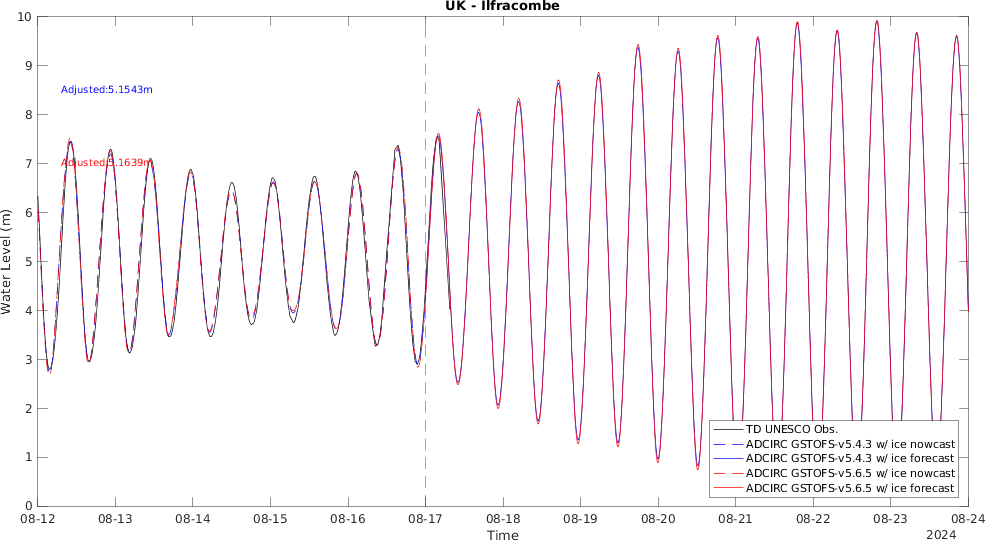 UK - Ilfracombe
10
9
8
7
6
5
4
3
2
1
0
Water Level (m)
Adjusted:5.1543m
Adjusted:5.1639m
TD UNESCO Obs.
ADCIRC GSTOFS-v5.4.3 w/ ice nowcast
ADCIRC GSTOFS-v5.4.3 w/ ice forecast
ADCIRC GSTOFS-v5.6.5 w/ ice nowcast
ADCIRC GSTOFS-v5.6.5 w/ ice forecast
08-12 08-13 08-14 08-15 08-16 08-17 08-18 08-19 08-20 08-21 08-22 08-23 08-24
Time
2024